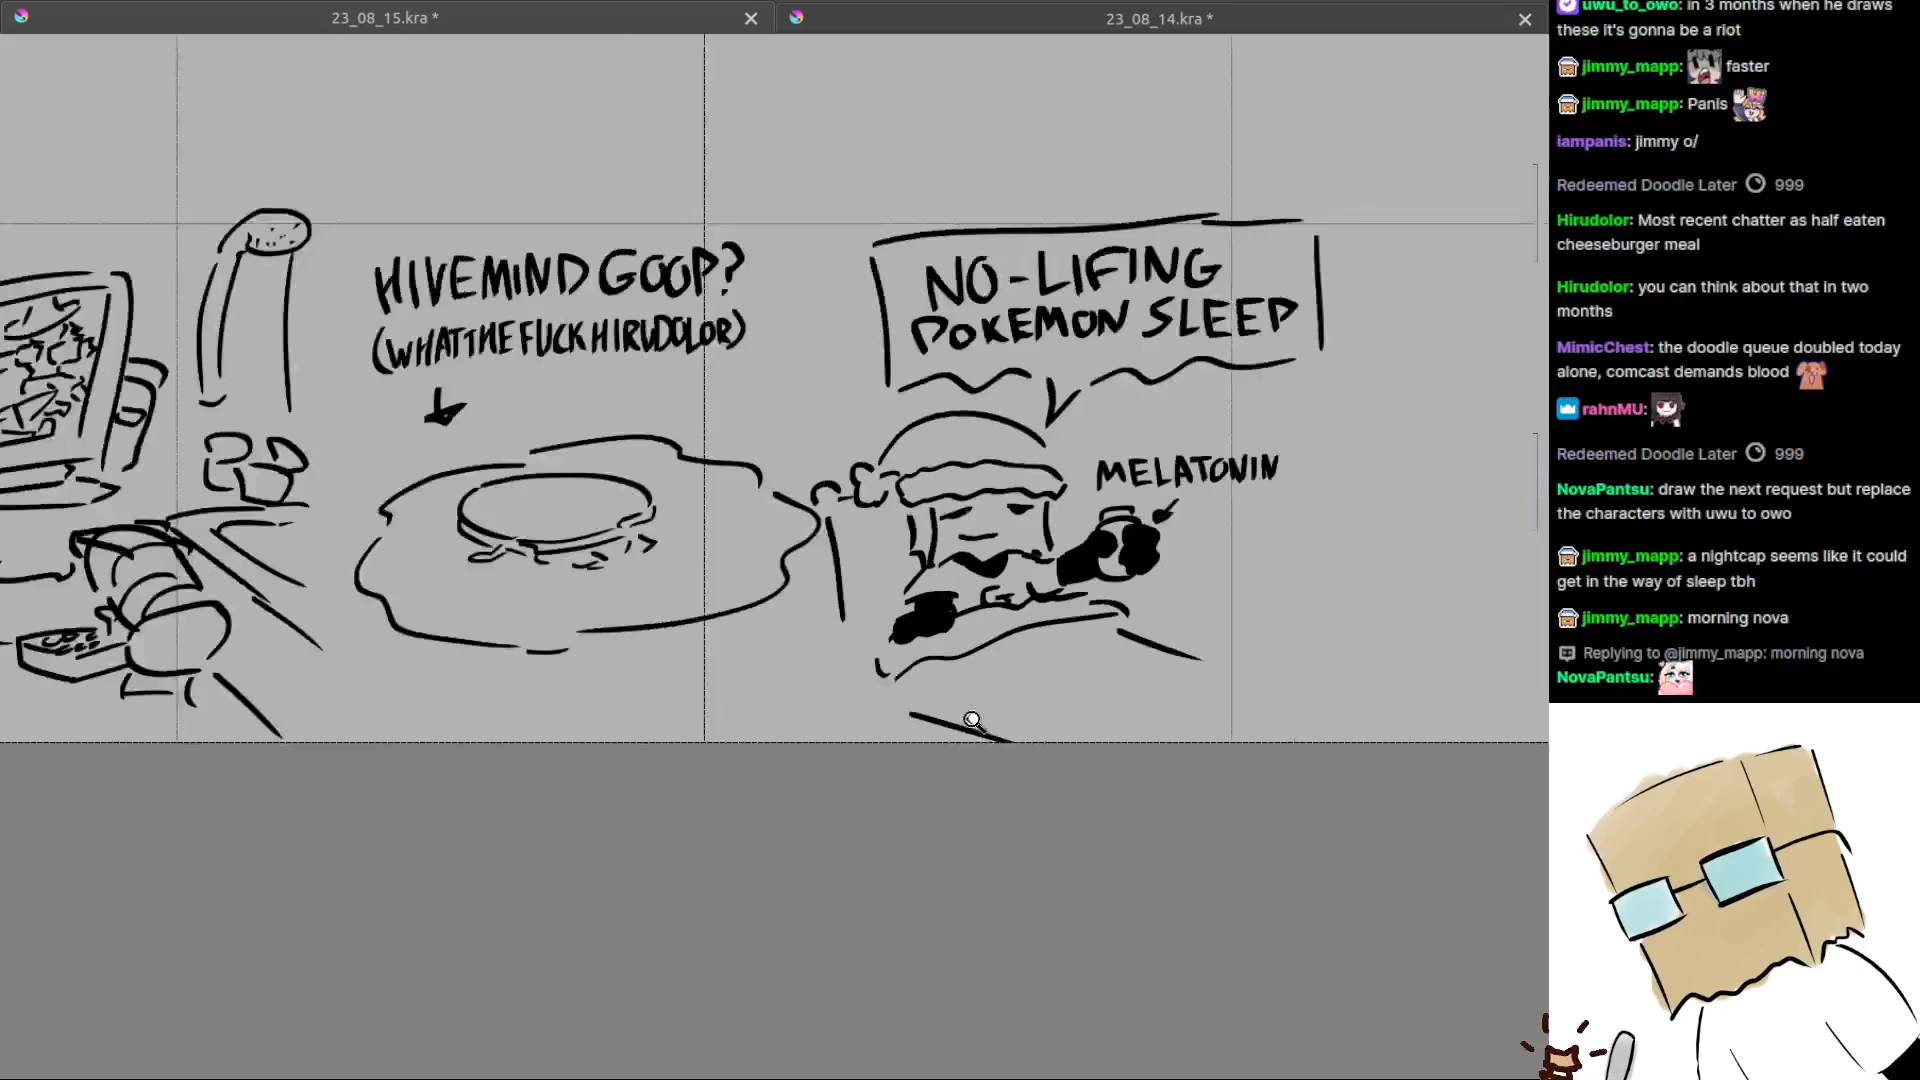 23_08_15.kra *
23_08_14.kra *
HIVEMIND GOOP?
(WHAT THE FUCK HIRUDOLOR)
NO-LIFING
POKEMON SLEEP
MELATONIN
uwu_to_owo: in 3 months when he draws
these it's gonna be a riot
jimmy_mapp: faster
jimmy_mapp: Panis
iampanis: jimmy o/
Redeemed Doodle Later 999
Hirudolor: Most recent chatter as half eaten
cheeseburger meal
Hirudolor: you can think about that in two
months
MimicChest: the doodle queue doubled today
alone, comcast demands blood
rahnMU:
Redeemed Doodle Later 999
NovaPantsu: draw the next request but replace
the characters with uwu to owo
jimmy_mapp: a nightcap seems like it could
get in the way of sleep tbh
jimmy_mapp: morning nova
Replying to @jimmy_mapp: morning nova
NovaPantsu: